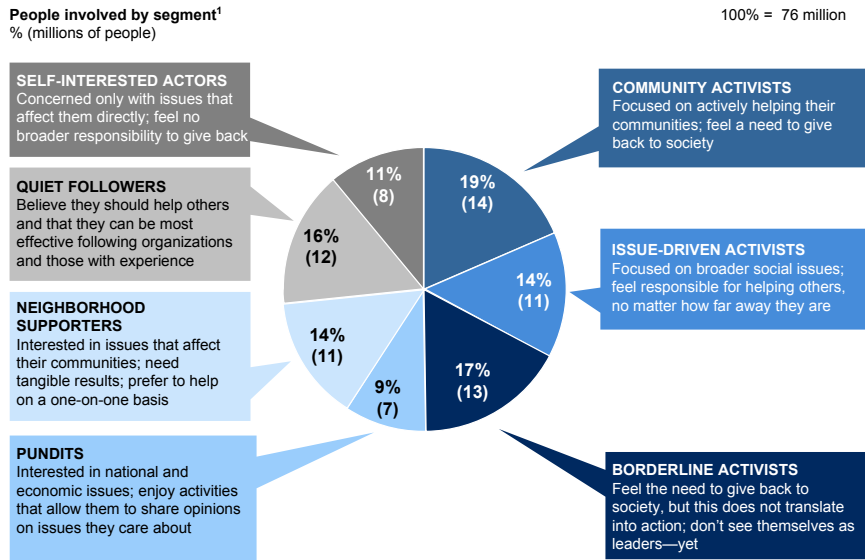 People involved by segment1
% (millions of people)
100% = 76 million
SELF-INTERESTED ACTORS
Concerned only with issues that
affect them directly; feel no
broader responsibility to give back
QUIET FOLLOWERS
Believe they should help others
and that they can be most
effective following organizations
and those with experience
NEIGHBORHOOD
SUPPORTERS
Interested in issues that affect
their communities; need
tangible results; prefer to help
on a one-on-one basis
PUNDITS
Interested in national and
economic issues; enjoy activities
that allow them to share opinions
on issues they care about
11%
(8)
19%
(14)
16%
(12)
14%
(11)
14%
(11)
9%
(7)
17%
(13)
COMMUNITY ACTIVISTS
Focused on actively helping their
communities; feel a need to give
back to society
ISSUE-DRIVEN ACTIVISTS
Focused on broader social issues;
feel responsible for helping others,
no matter how far away they are
BORDERLINE ACTIVISTS
Feel the need to give back to
society, but this does not translate
into action; don't see themselves as
leaders—yet